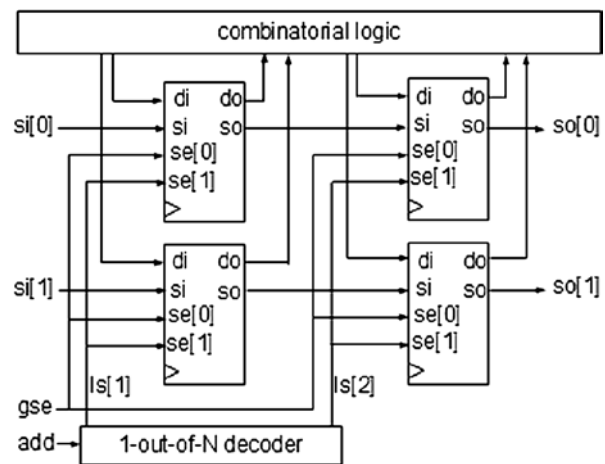 combinatorial logic
di do
si so
se[0]
se[1]
di do
si so
se[0]
se[1]
si[0]
so[0]
di do
si so
se[0]
se[1]
di do
si so
se[0]
se[1]
si[1]
so[1]
ls[1]
ls[2]
gse
add
1-out-of-N decoder